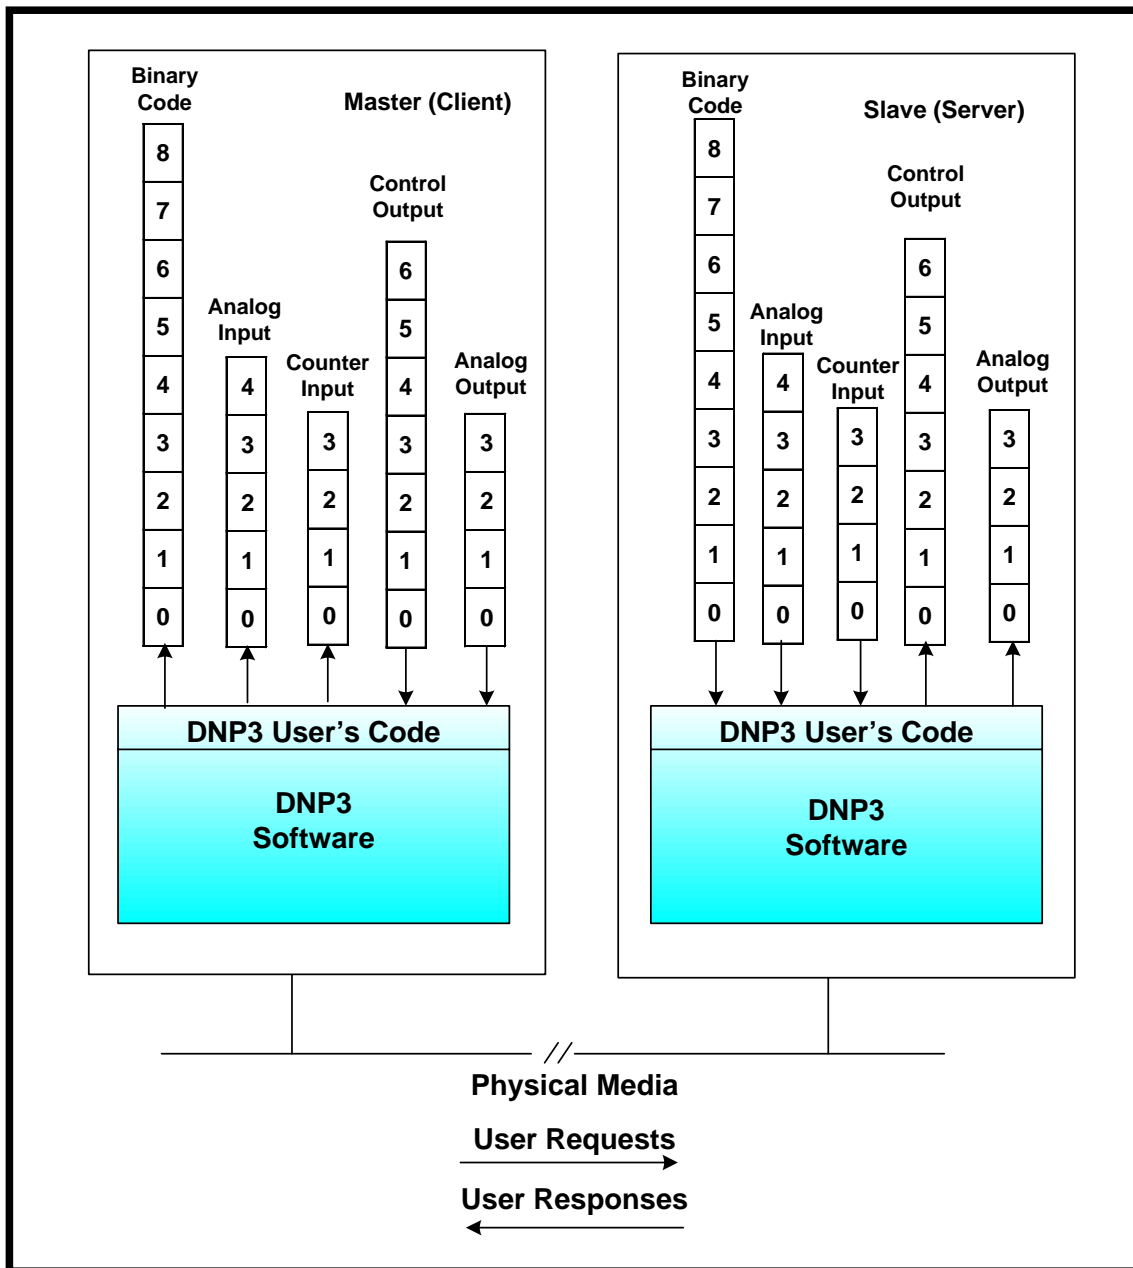 Binary
Code
Master (Client)
8
7
6
5
4
3
2
1
0
Analog
Input
4
3
2
1
0
Counter
Input
3
2
1
0
Control
Output
6
5
4
3
2
1
0
Analog
Output
3
2
1
0
DNP3 User's Code
DNP3
Software
Binary
Code
Slave (Server)
8
7
6
5
4
3
2
1
0
Analog
Input
4
3
2
1
0
Counter
Input
3
2
1
0
Control
Output
6
5
4
3
2
1
0
Analog
Output
3
2
1
0
DNP3 User's Code
DNP3
Software
Physical Media
User Requests
User Responses